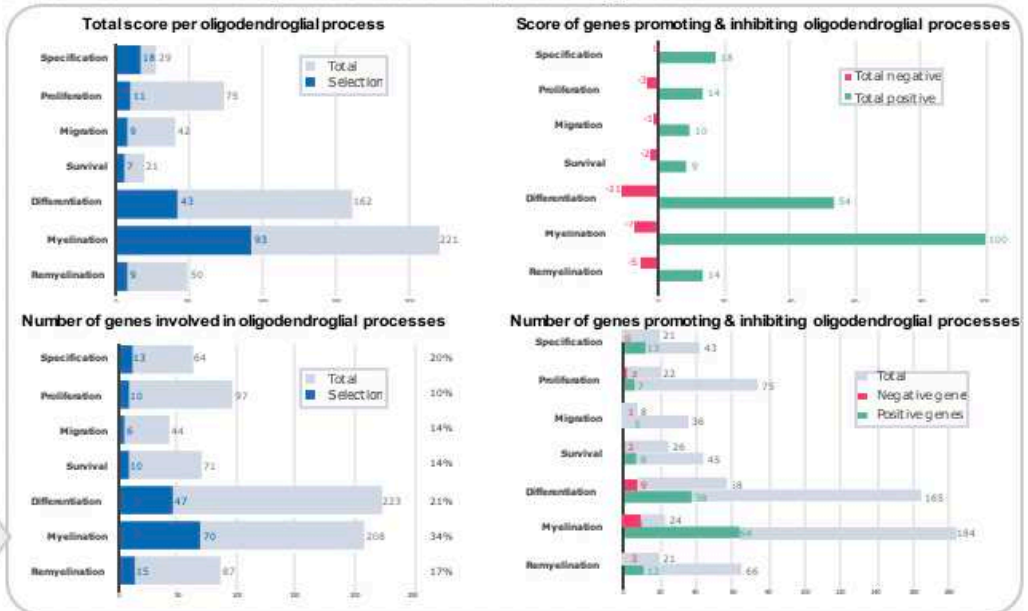 Total score per oligodendroglial process
Specification 18 29
Proliferation 11 75
Migration 9 42
Survival 7 21
Differentiation 43 162
Myelination 93 221
Remyelination 9 50
Total
Selection
Score of genes promoting & inhibiting oligodendroglial processes
Specification 18
Proliferation -3 14
Migration -1 10
Survival -2 9
Differentiation -11 54
Myelination -7 100
Remyelination -5 14
Total negative
Total positive
Number of genes involved in oligodendroglial processes
Specification 13 64 20%
Proliferation 10 97 10%
Migration 6 44 14%
Survival 10 71 14%
Differentiation 47 223 21%
Myelination 70 208 34%
Remyelination 15 87 17%
Total
Selection
Number of genes promoting & inhibiting oligodendroglial processes
Specification 21
13 43
Proliferation 22
7 75
Migration 1 8
36
Survival 26
45
Differentiation 9
38 165
Myelination 24
64 184
Remyelination 21
66
Total
Negative gene
Positive genes